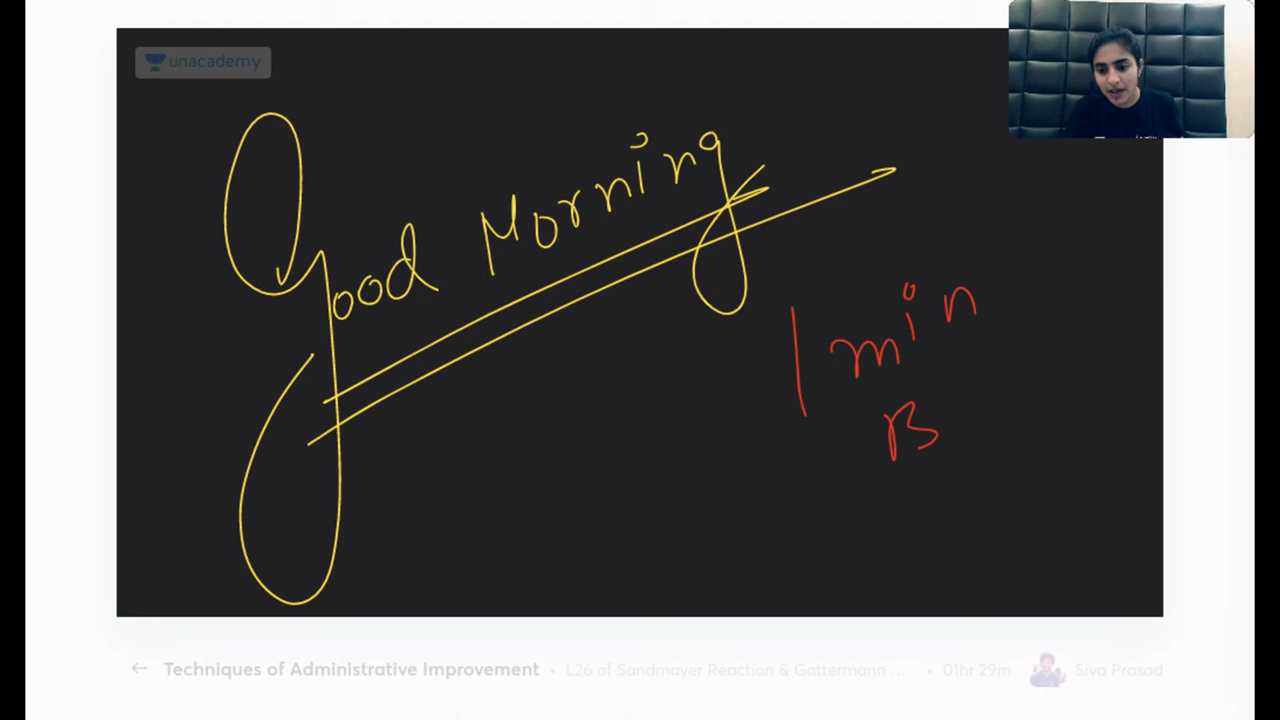 unacademy
Good Morning
1 min
B
Techniques of Administrative Improvement • L26 of Sandmayer Reaction & Gattermann ... • 01hr 29m Siva Prasad